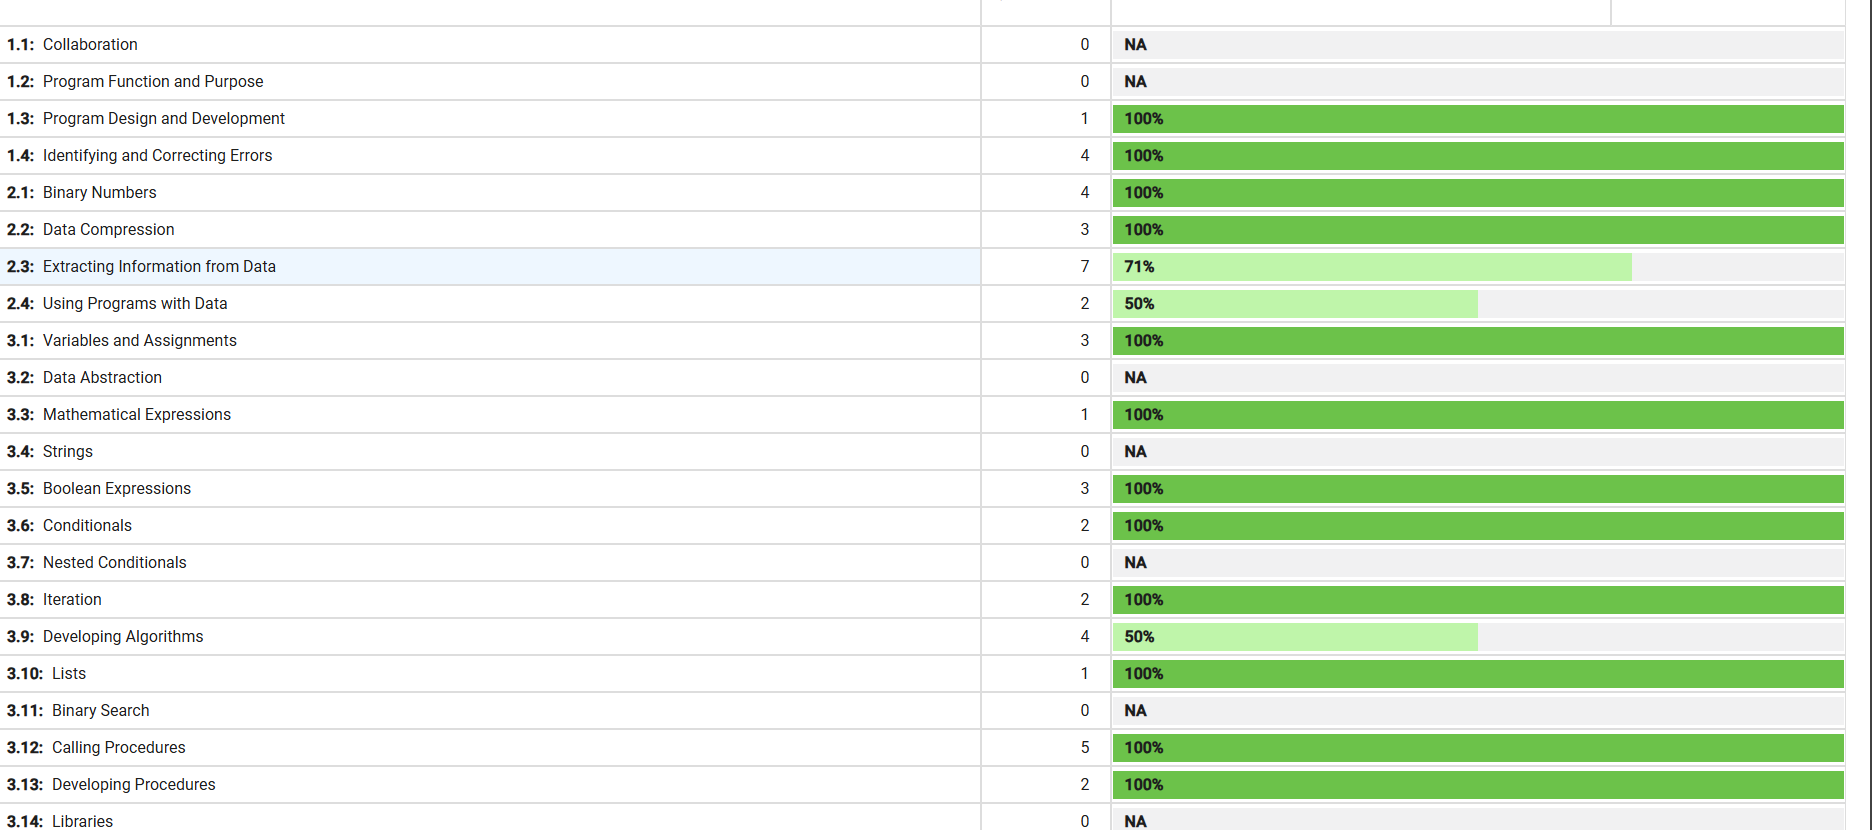 1.1: Collaboration 0 NA
1.2: Program Function and Purpose 0 NA
1.3: Program Design and Development 1 100%
1.4: Identifying and Correcting Errors 4 100%
2.1: Binary Numbers 4 100%
2.2: Data Compression 3 100%
2.3: Extracting Information from Data 7 71%
2.4: Using Programs with Data 2 50%
3.1: Variables and Assignments 3 100%
3.2: Data Abstraction 0 NA
3.3: Mathematical Expressions 1 100%
3.4: Strings 0 NA
3.5: Boolean Expressions 3 100%
3.6: Conditionals 2 100%
3.7: Nested Conditionals 0 NA
3.8: Iteration 2 100%
3.9: Developing Algorithms 4 50%
3.10: Lists 1 100%
3.11: Binary Search 0 NA
3.12: Calling Procedures 5 100%
3.13: Developing Procedures 2 100%
3.14: Libraries 0 NA